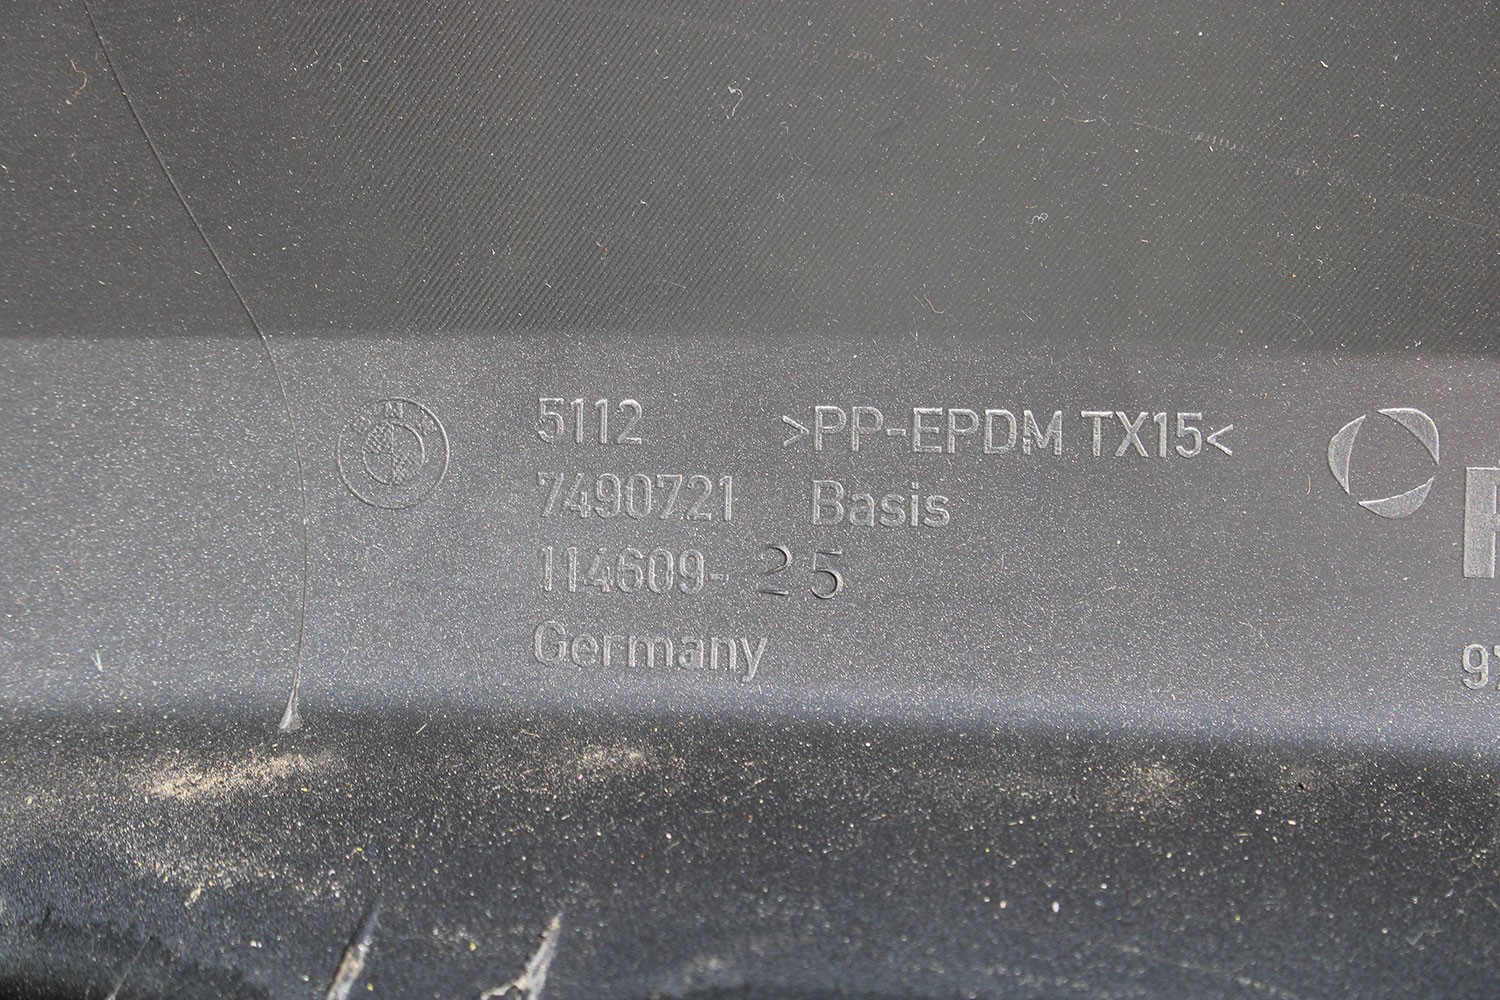 5112 >PP-EPDM TX15<
7490721 Basis
114609- 25
Germany